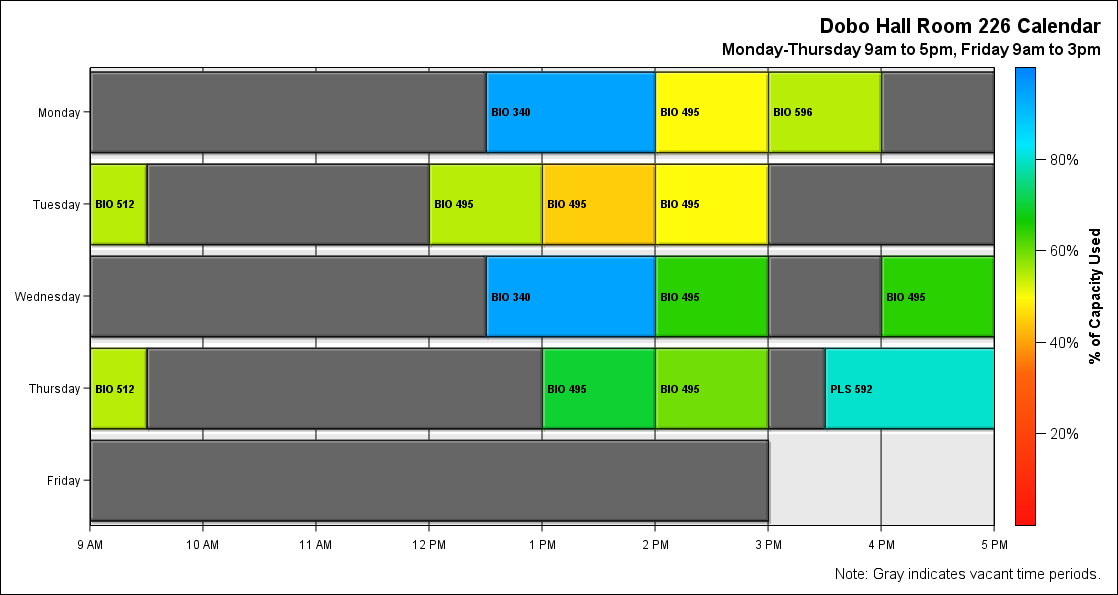 Dobo Hall Room 226 Calendar
Monday-Thursday 9am to 5pm, Friday 9am to 3pm
Monday
BIO 340
BIO 495
BIO 596
Tuesday
BIO 512
BIO 495
BIO 495
BIO 495
Wednesday
BIO 340
BIO 495
BIO 495
Thursday
BIO 512
BIO 495
BIO 495
PLS 592
Friday
9 AM
10 AM
11 AM
12 PM
1 PM
2 PM
3 PM
4 PM
5 PM
80%
60%
40%
20%
% of Capacity Used
Note: Gray indicates vacant time periods.